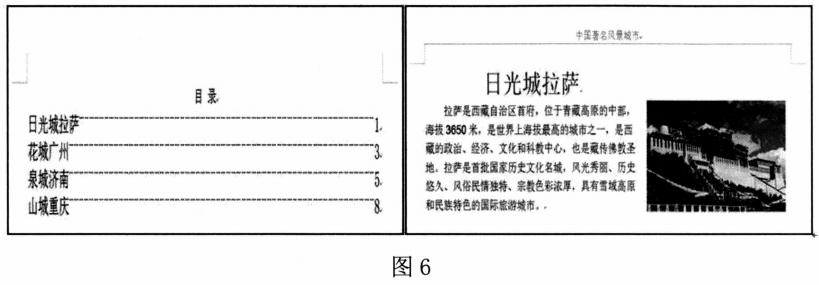 目 录
日光城拉萨 1
花城广州 3
泉城济南 5
山城重庆 8
中国著名风景城市
日光城拉萨
拉萨是西藏自治区首府，位于青藏高原的中部，
海拔 3650 米，是世界上海拔最高的城市之一，是西
藏的政治、经济、文化和科教中心，也是藏传佛教圣
地。拉萨是首批国家历史文化名城，风光秀丽、历史
悠久、风俗民情独特、宗教色彩浓厚，具有雪域高原
和民族特色的国际旅游城市。
图 6